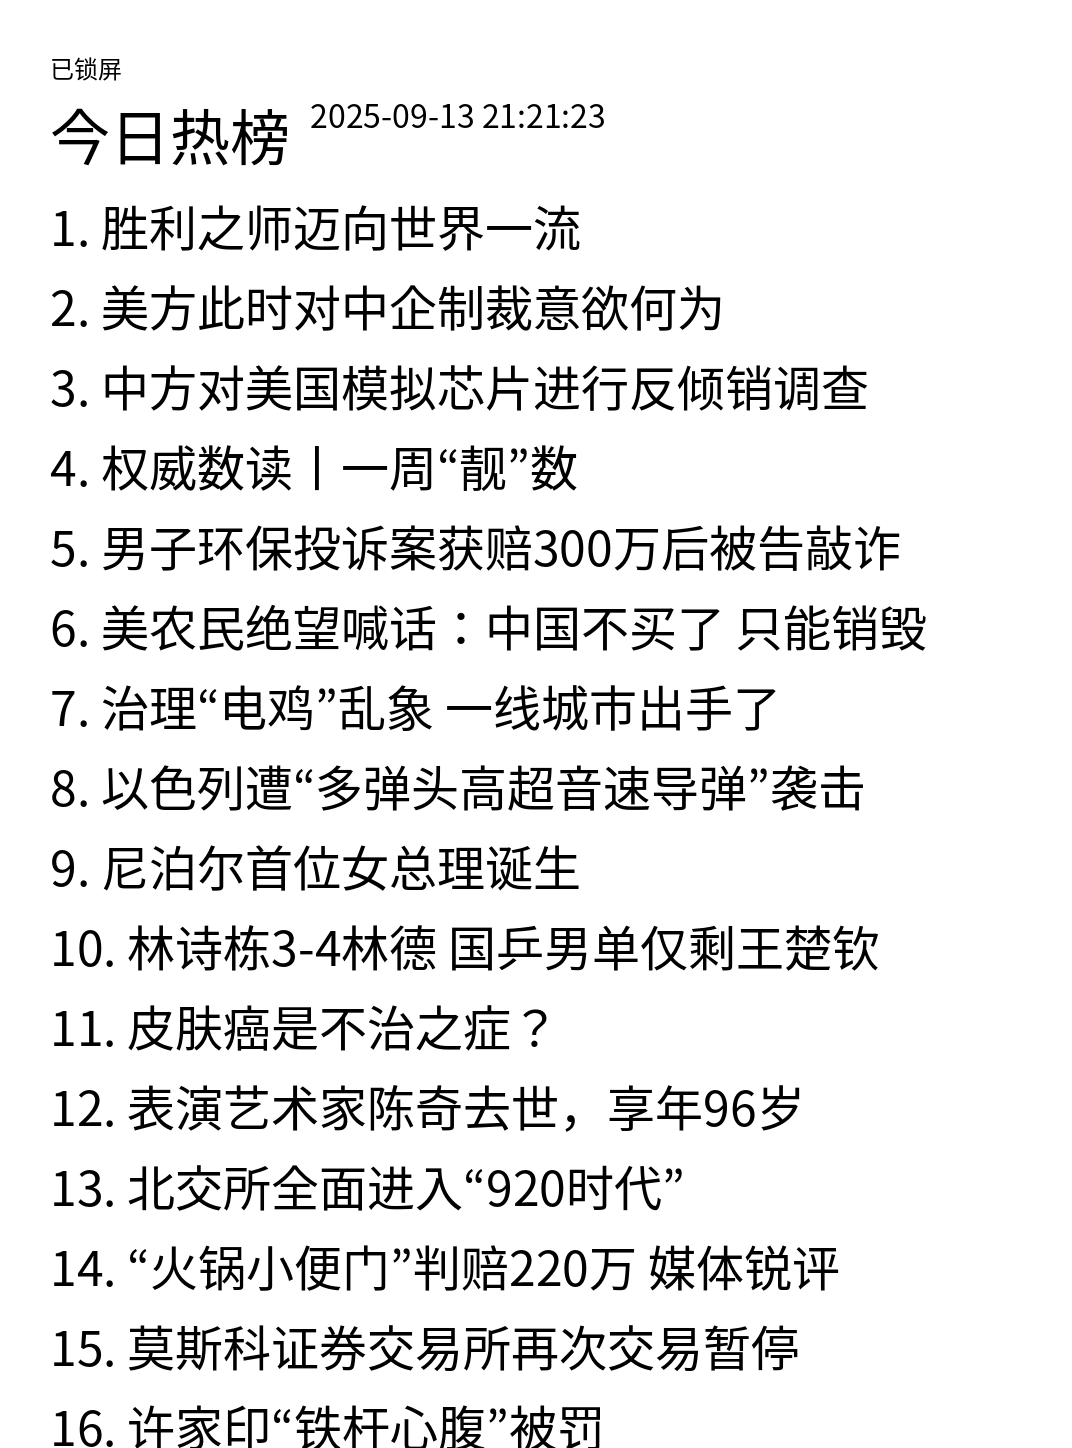 已锁屏
今日热榜 2025-09-13 21:21:23
1. 胜利之师迈向世界一流
2. 美方此时对中企制裁意欲何为
3. 中方对美国模拟芯片进行反倾销调查
4. 权威数读丨一周“靓”数
5. 男子环保投诉案获赔300万后被告敲诈
6. 美农民绝望喊话：中国不买了 只能销毁
7. 治理“电鸡”乱象 一线城市出手了
8. 以色列遭“多弹头高超音速导弹”袭击
9. 尼泊尔首位女总理诞生
10. 林诗栋3-4林德 国乒男单仅剩王楚钦
11. 皮肤癌是不治之症？
12. 表演艺术家陈奇去世，享年96岁
13. 北交所全面进入“920时代”
14. “火锅小便门”判赔220万 媒体锐评
15. 莫斯科证券交易所再次交易暂停
16. 许家印“铁杆心腹”被罚